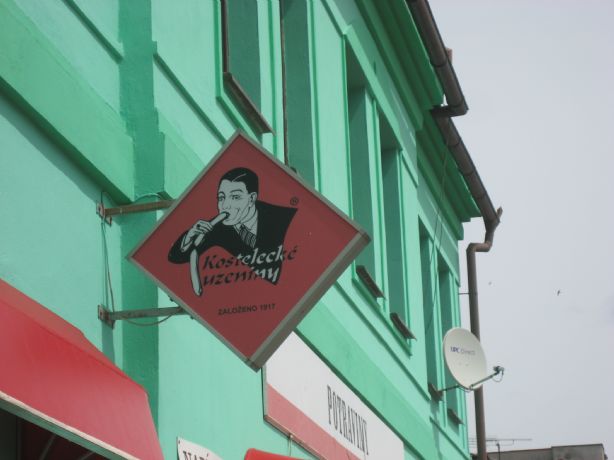 ®
Kostelecké
uzeniny
ZALOŽENO 1917
POTRAVINY
UPC Direct